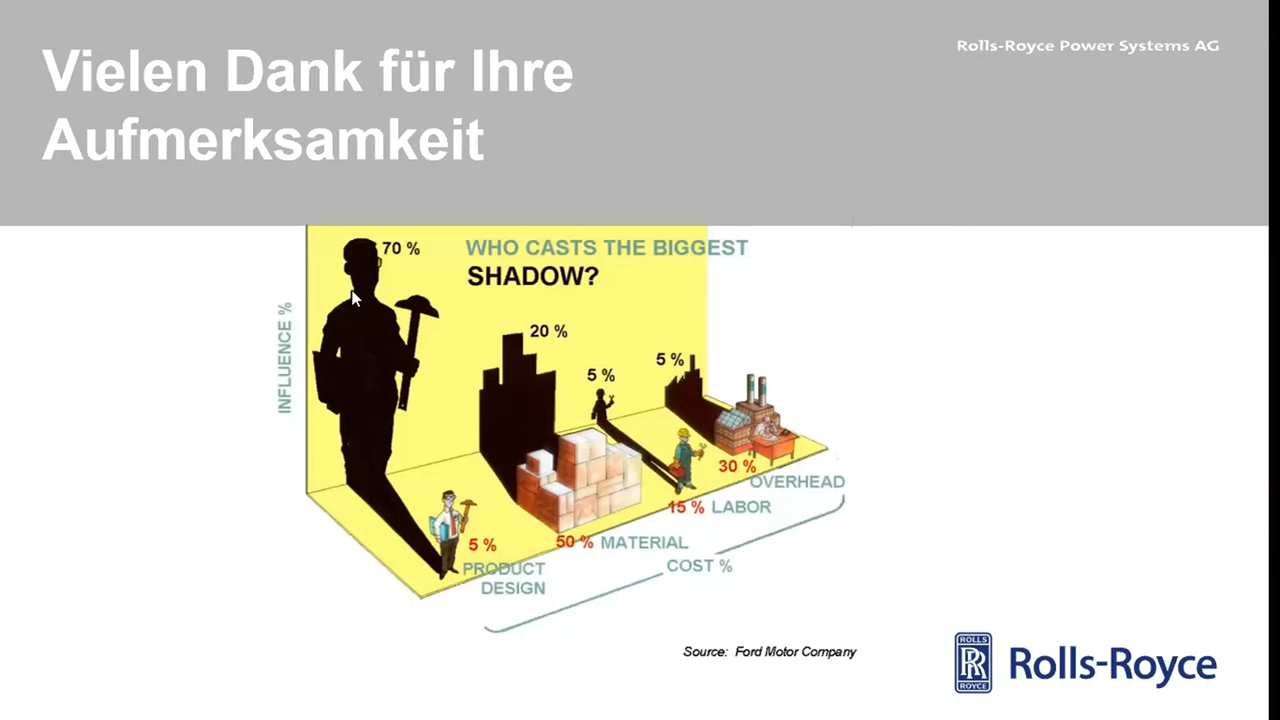 Vielen Dank für Ihre
Aufmerksamkeit
Rolls-Royce Power Systems AG
WHO CASTS THE BIGGEST
SHADOW?
INFLUENCE %
70 %
20 %
5 %
5 %
5 %
PRODUCT
DESIGN
50 % MATERIAL
15 % LABOR
30 %
OVERHEAD
COST %
Source: Ford Motor Company
ROLLS
RR
ROYCE
Rolls-Royce